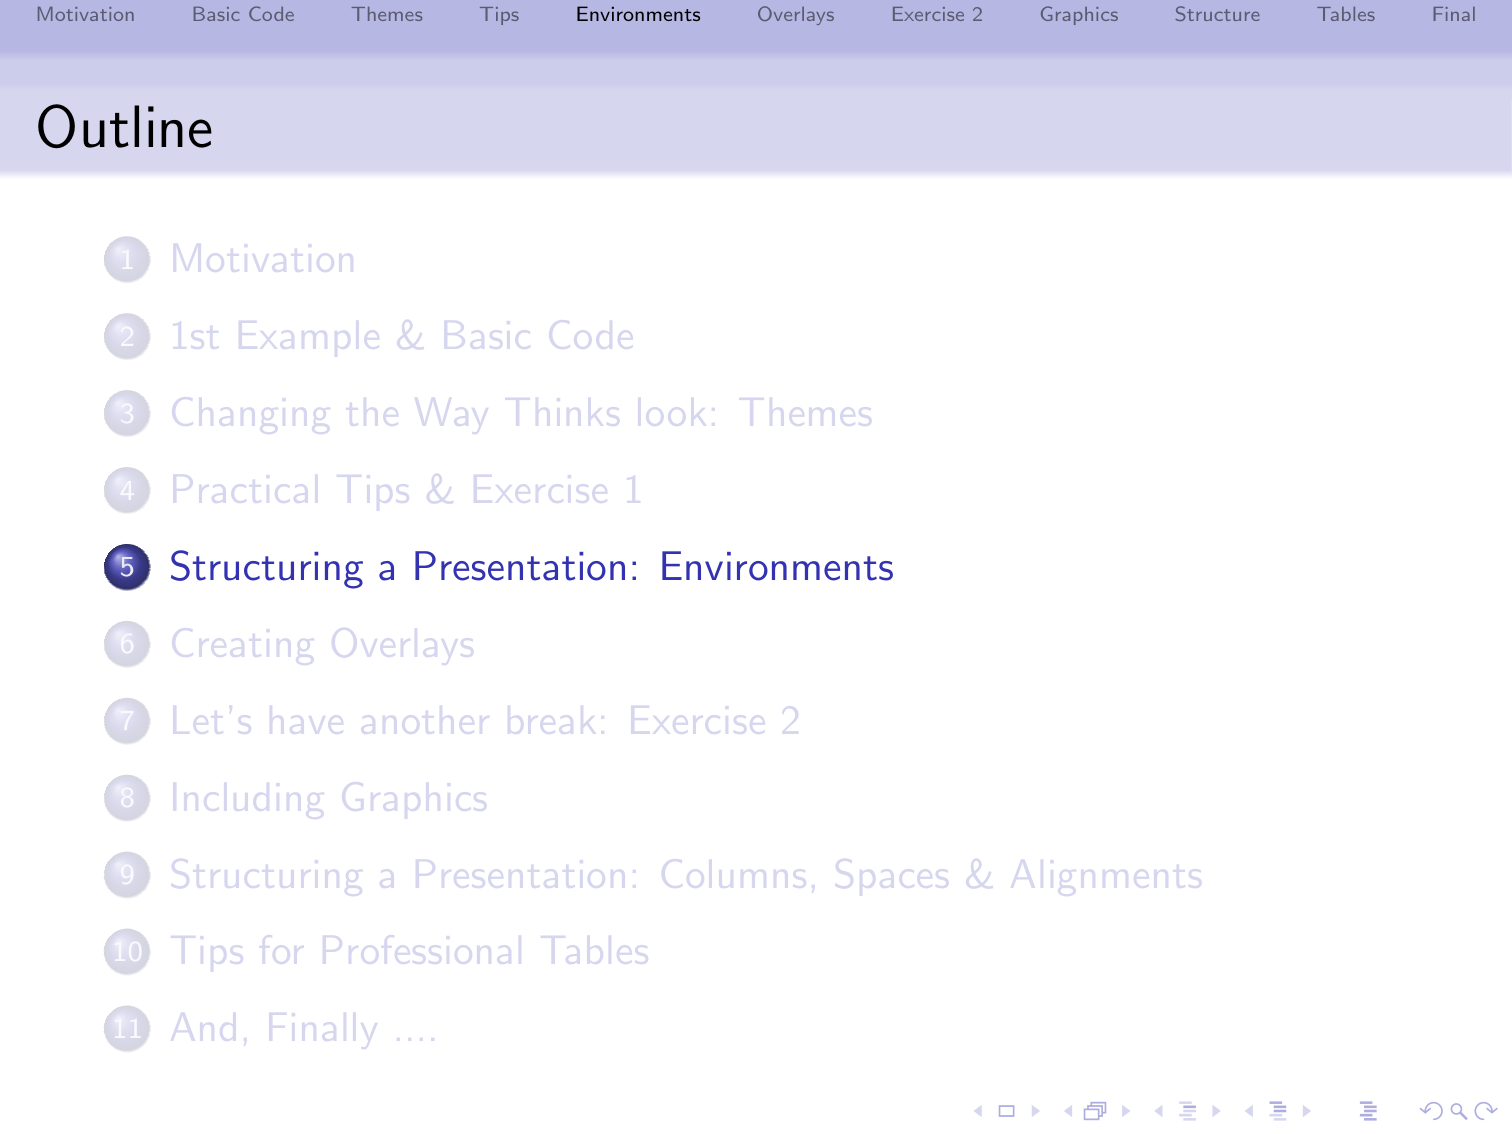 Motivation Basic Code Themes Tips Environments Overlays Exercise 2 Graphics Structure Tables Final
Outline
1 Motivation
2 1st Example & Basic Code
3 Changing the Way Thinks look: Themes
4 Practical Tips & Exercise 1
5 Structuring a Presentation: Environments
6 Creating Overlays
7 Let's have another break: Exercise 2
8 Including Graphics
9 Structuring a Presentation: Columns, Spaces & Alignments
10 Tips for Professional Tables
11 And, Finally ....